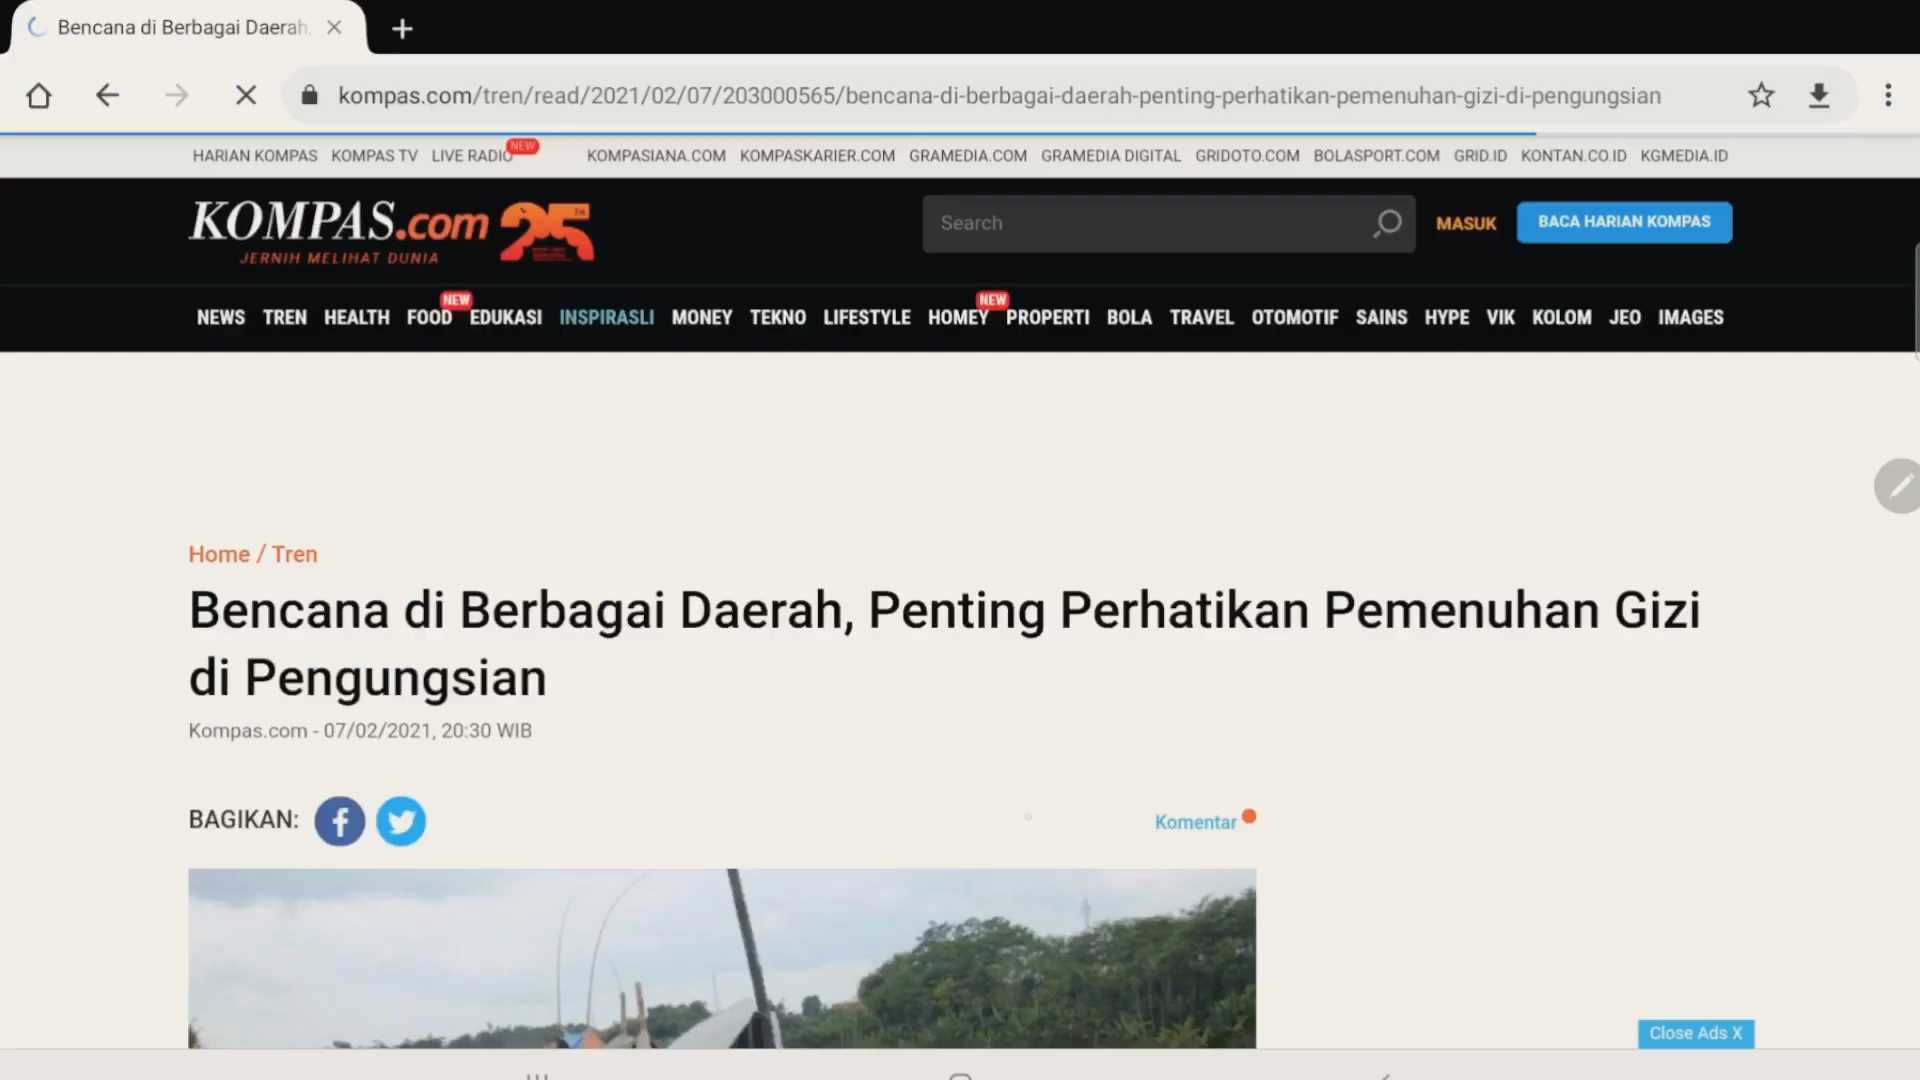 Bencana di Berbagai Daerah,
kompas.com/tren/read/2021/02/07/203000565/bencana-di-berbagai-daerah-penting-perhatikan-pemenuhan-gizi-di-pengungsian
HARIAN KOMPAS KOMPAS TV LIVE RADIO NEW KOMPASIANA.COM KOMPASKARIER.COM GRAMEDIA.COM GRAMEDIA DIGITAL GRIDOTO.COM BOLASPORT.COM GRID.ID KONTAN.CO.ID KGMEDIA.ID
KOMPAS.com 25 TH
JERNIH MELIHAT DUNIA
Search
MASUK
BACA HARIAN KOMPAS
NEWS TREN HEALTH FOOD NEW EDUKASI INSPIRASLI MONEY TEKNO LIFESTYLE HOMEY NEW PROPERTI BOLA TRAVEL OTOMOTIF SAINS HYPE VIK KOLOM JEO IMAGES
Home / Tren
Bencana di Berbagai Daerah, Penting Perhatikan Pemenuhan Gizi
di Pengungsian
Kompas.com - 07/02/2021, 20:30 WIB
BAGIKAN:
Komentar
Close Ads X